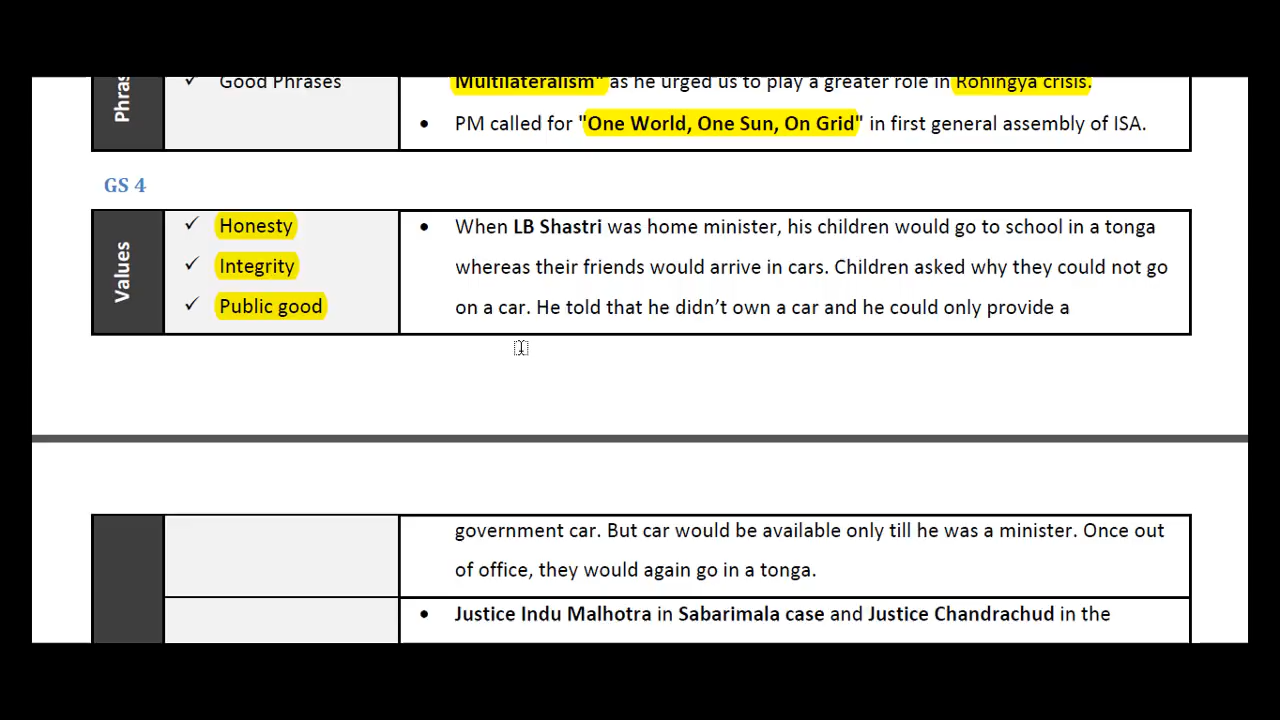 Phras
✓ Good Phrases
Multilateralism" as he urged us to play a greater role in Rohingya crisis.
• PM called for "One World, One Sun, On Grid" in first general assembly of ISA.
GS 4
Values
✓ Honesty
✓ Integrity
✓ Public good
• When LB Shastri was home minister, his children would go to school in a tonga
whereas their friends would arrive in cars. Children asked why they could not go
on a car. He told that he didn’t own a car and he could only provide a
government car. But car would be available only till he was a minister. Once out
of office, they would again go in a tonga.
• Justice Indu Malhotra in Sabarimala case and Justice Chandrachud in the